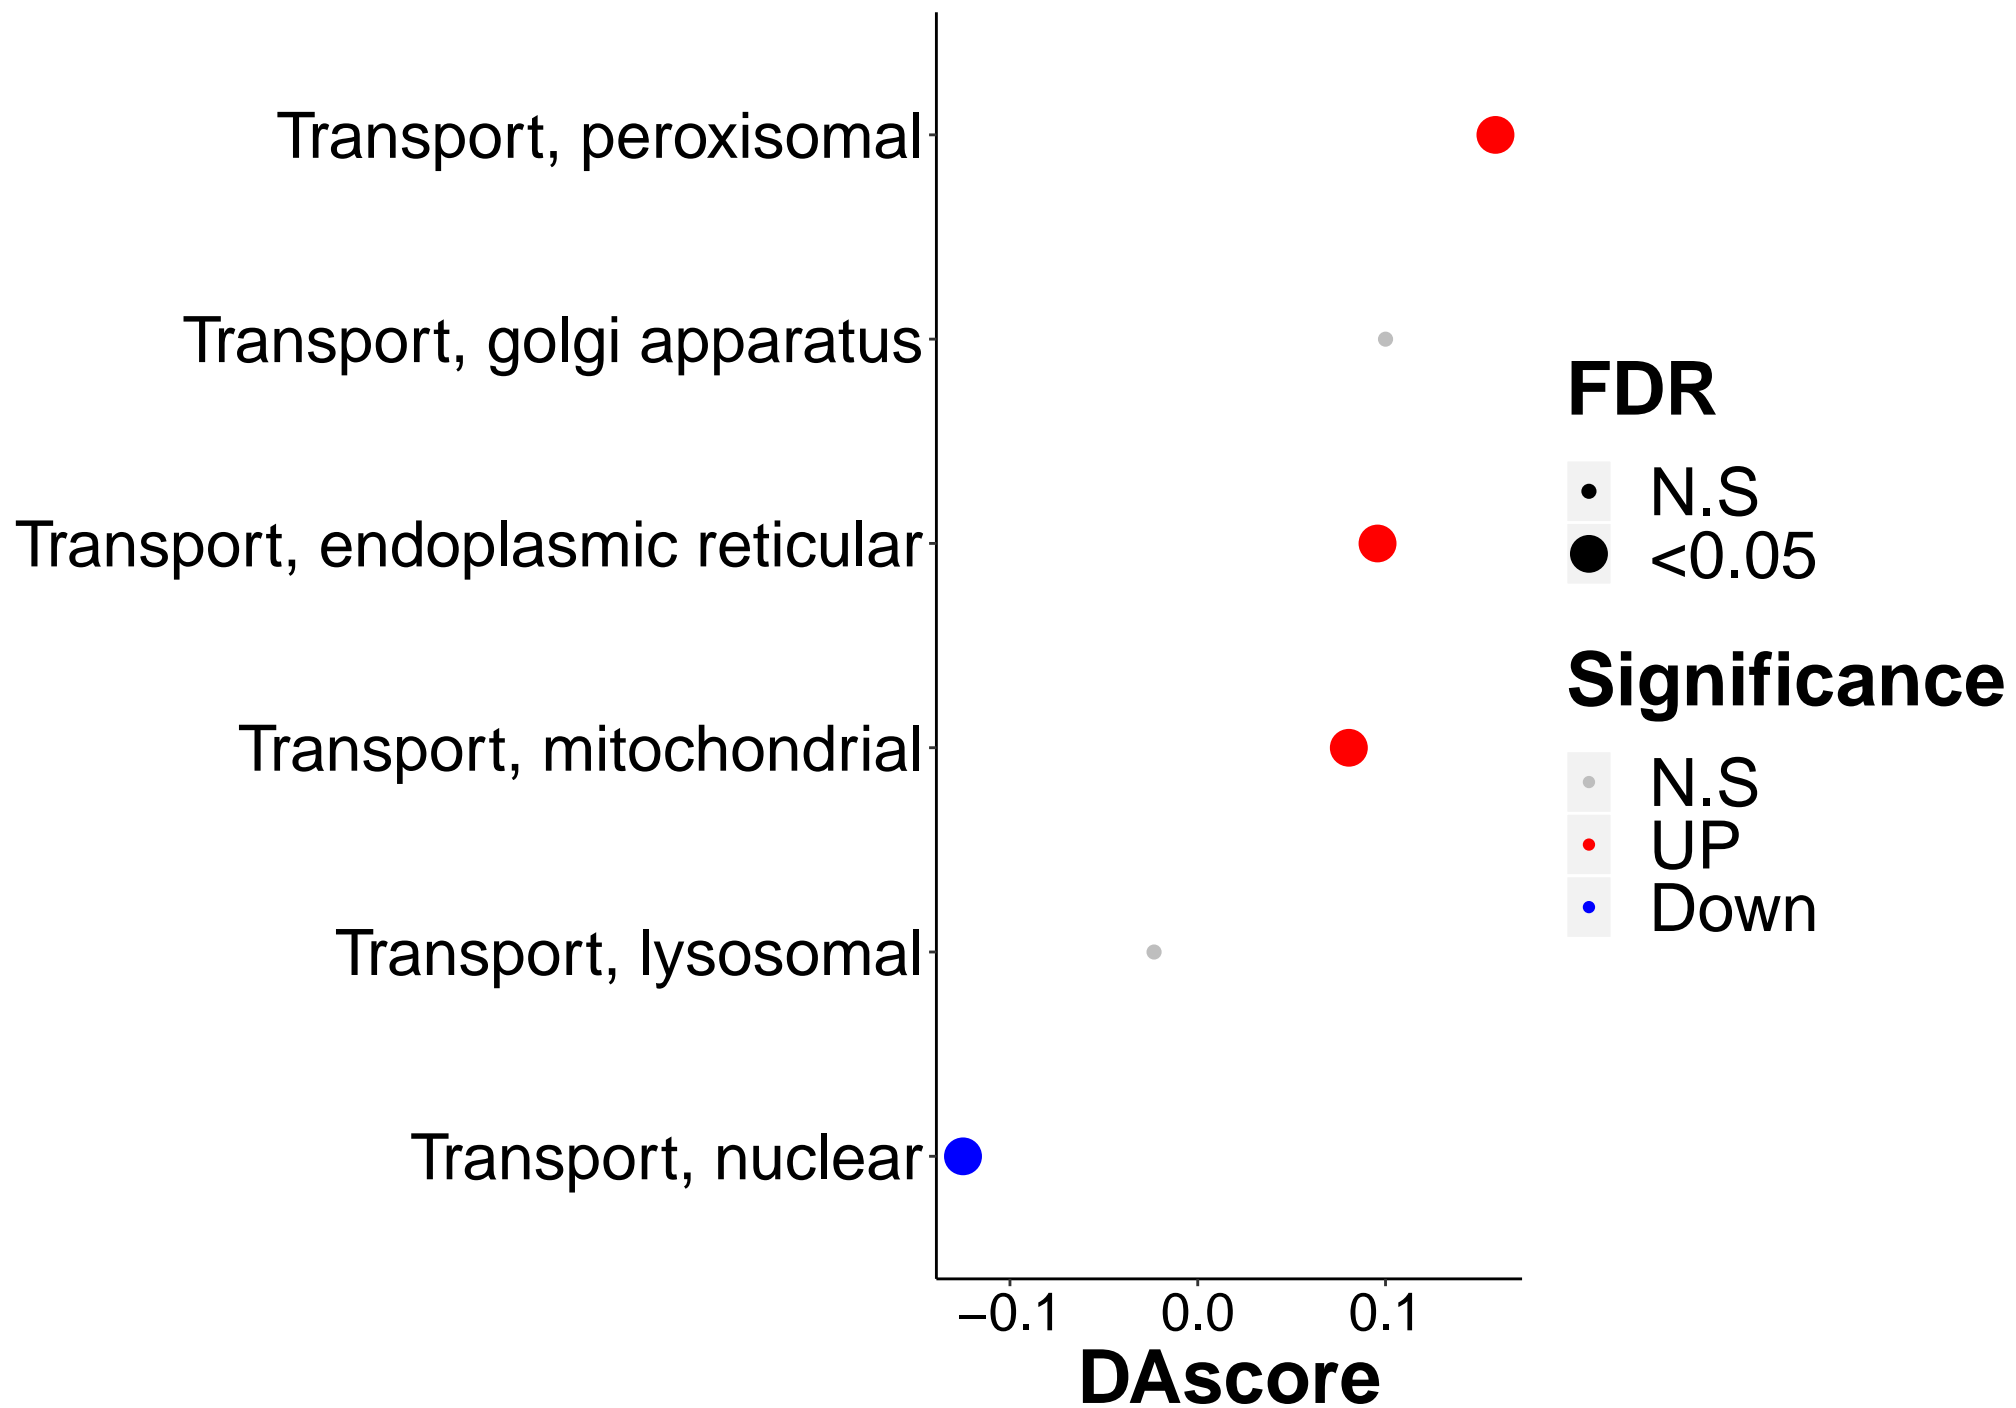 Transport, peroxisomal
Transport, golgi apparatus
Transport, endoplasmic reticular
Transport, mitochondrial
Transport, lysosomal
Transport, nuclear
−0.1 0.0 0.1
DAscore
FDR
N.S
<0.05
Significance
N.S
UP
Down